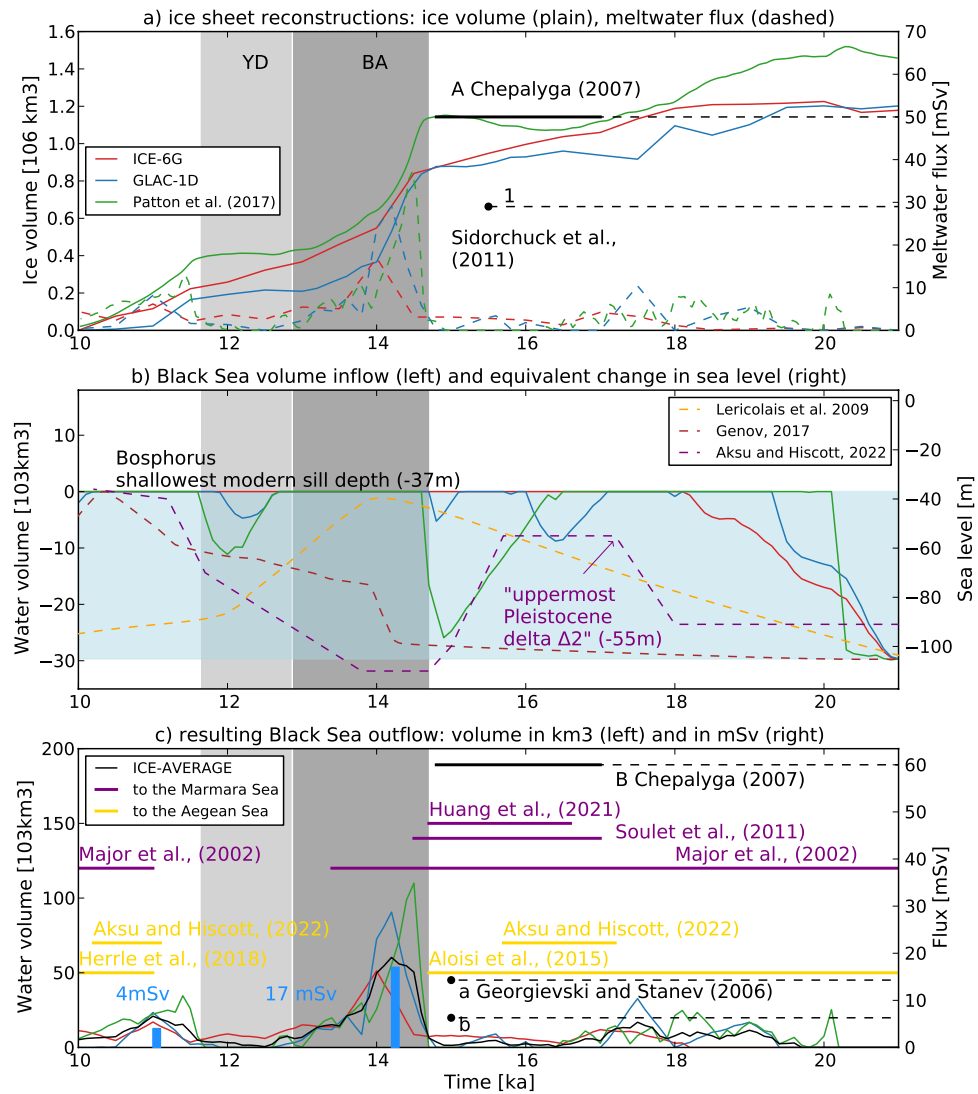 a) ice sheet reconstructions: ice volume (plain), meltwater flux (dashed)
Ice volume [106 km3]
1.6
1.4
1.2
1.0
0.8
0.6
0.4
0.2
0.0
YD
BA
A Chepalyga (2007)
ICE-6G
GLAC-1D
Patton et al. (2017)
1
Sidorchuck et al.,
(2011)
70
60
50
40
30
20
10
0
Meltwater flux [mSv]
10
12
14
16
18
20
b) Black Sea volume inflow (left) and equivalent change in sea level (right)
Water volume [103km3]
10
0
−10
−20
−30
Lericolais et al. 2009
Genov, 2017
Aksu and Hiscott, 2022
Bosphorus
shallowest modern sill depth (-37m)
"uppermost
Pleistocene
delta Δ2" (-55m)
0
−20
−40
−60
−80
−100
Sea level [m]
10
12
14
16
18
20
c) resulting Black Sea outflow: volume in km3 (left) and in mSv (right)
Water volume [103km3]
200
150
100
50
0
ICE-AVERAGE
to the Marmara Sea
to the Aegean Sea
B Chepalyga (2007)
Huang et al., (2021)
Soulet et al., (2011)
Major et al., (2002)
Major et al., (2002)
Aksu and Hiscott, (2022)
Aksu and Hiscott, (2022)
Herrle et al., (2018)
Aloisi et al., (2015)
4mSv
17 mSv
a Georgievski and Stanev (2006)
b
60
50
40
30
20
10
0
Flux [mSv]
10
12
14
16
18
20
Time [ka]